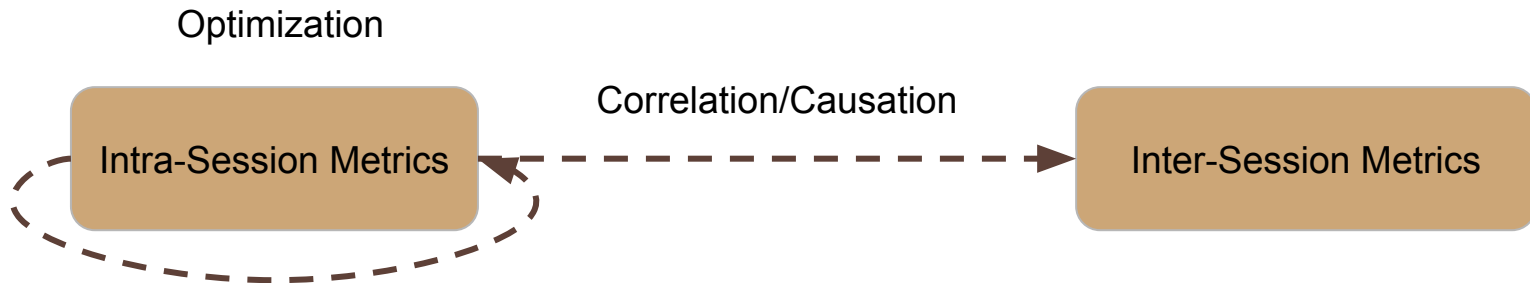 Optimization
Correlation/Causation
Intra-Session Metrics
Inter-Session Metrics